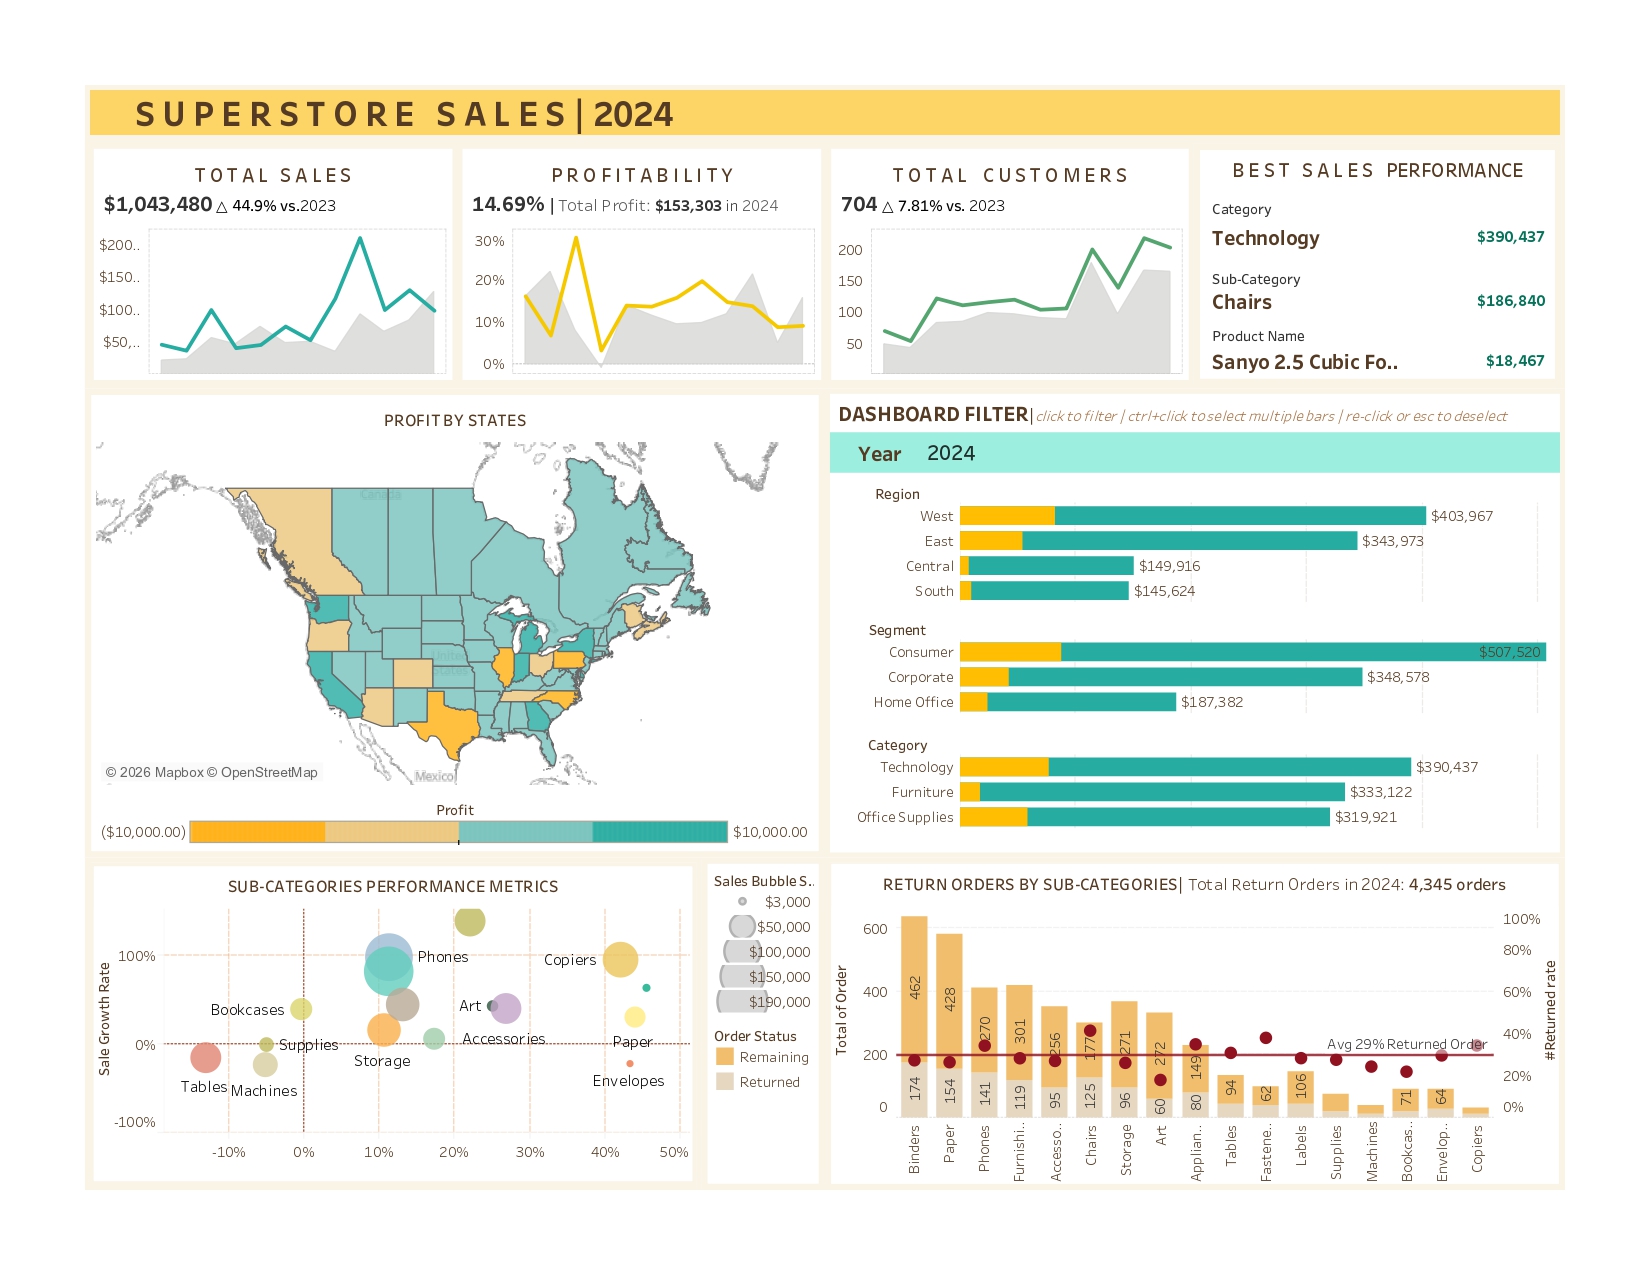 SUPERSTORE SALES| 2024
TOTAL SALES
$1,043,480 △ 44.9% vs.2023
$200..
$150..
$100..
$50,..
PROFITABILITY
14.69% | Total Profit: $153,303 in 2024
30%
20%
10%
0%
TOTAL CUSTOMERS
704 △ 7.81% vs. 2023
200
150
100
50
BEST SALES PERFORMANCE
Category
Technology $390,437
Sub-Category
Chairs $186,840
Product Name
Sanyo 2.5 Cubic Fo.. $18,467
PROFIT BY STATES
Canada
United States
Mexico
© 2026 Mapbox © OpenStreetMap
Profit
($10,000.00) $10,000.00
DASHBOARD FILTER| click to filter | ctrl+click to select multiple bars | re-click or esc to deselect
Year 2024
Region
West $403,967
East $343,973
Central $149,916
South $145,624
Segment
Consumer $507,520
Corporate $348,578
Home Office $187,382
Category
Technology $390,437
Furniture $333,122
Office Supplies $319,921
SUB-CATEGORIES PERFORMANCE METRICS
Sale Growth Rate
100%
0%
-100%
Phones
Copiers
Bookcases
Art
Supplies
Accessories
Paper
Storage
Tables
Machines
Envelopes
-10% 0% 10% 20% 30% 40% 50%
Sales Bubble S..
$3,000
$50,000
$100,000
$150,000
$190,000
Order Status
Remaining
Returned
RETURN ORDERS BY SUB-CATEGORIES| Total Return Orders in 2024: 4,345 orders
Total of Order
600
400
200
0
462 428 270 301 256 177 271 272 149 94 62 106 71 64
174 154 141 119 95 125 96 60 80
Avg 29% Returned Order
100%
80%
60%
40%
20%
0%
#Returned rate
Binders Paper Phones Furnishi.. Accesso.. Chairs Storage Art Applian.. Tables Fastene.. Labels Supplies Machines Bookcas.. Envelop.. Copiers